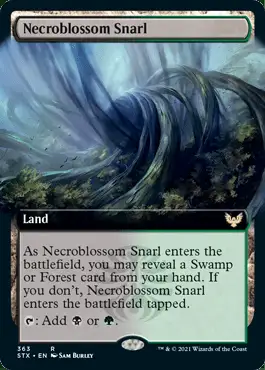 Necroblossom Snarl
Land
As Necroblossom Snarl enters the
battlefield, you may reveal a Swamp
or Forest card from your hand. If
you don't, Necroblossom Snarl
enters the battlefield tapped.
: Add or .
363 R
STX • EN SAM BURLEY
™ & © 2021 Wizards of the Coast